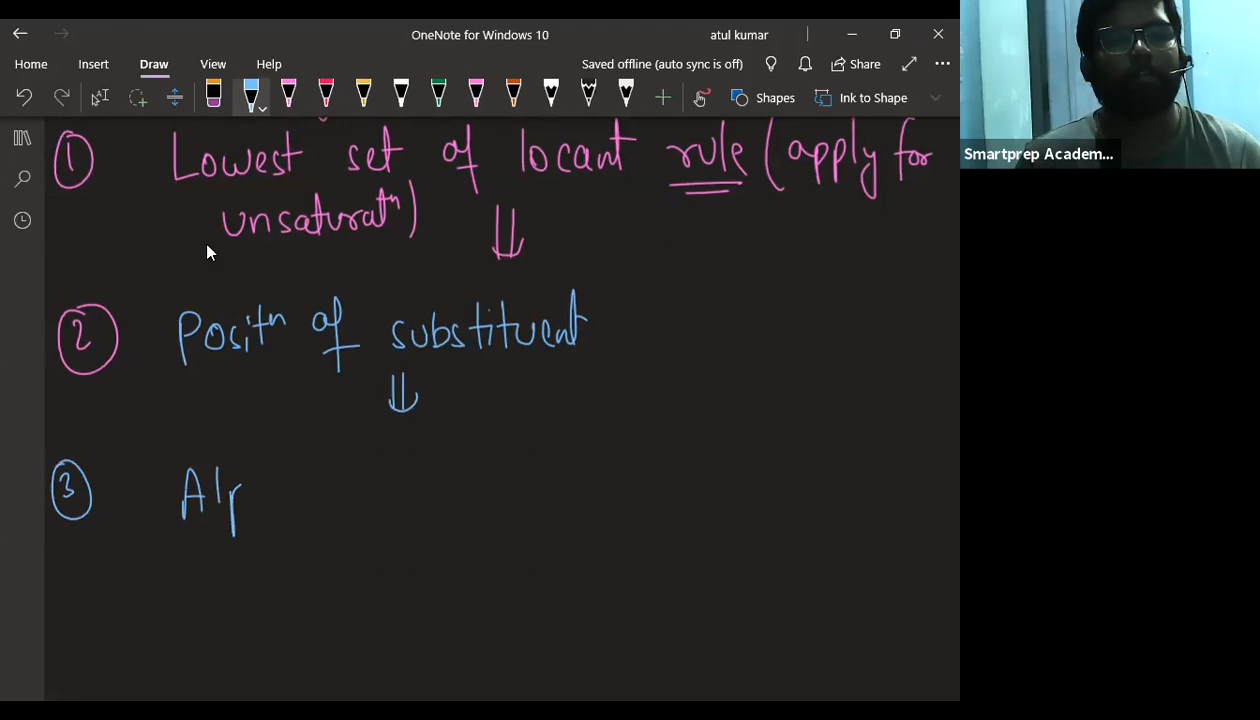 OneNote for Windows 10
atul kumar
Home Insert Draw View Help
Saved offline (auto sync is off)
Share
Shapes
Ink to Shape
Smartprep Academ...
① Lowest set of locant rule (apply for
unsaturatⁿ)
② Positⁿ of substituent
③ Alp